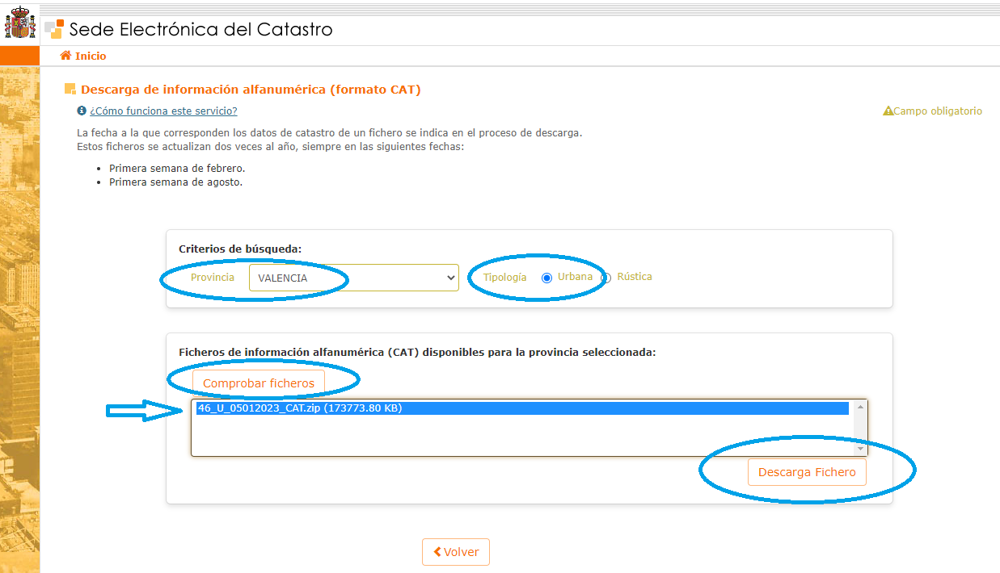 Sede Electrónica del Catastro
Inicio
Descarga de información alfanumérica (formato CAT)
¿Cómo funciona este servicio?
Campo obligatorio
La fecha a la que corresponden los datos de catastro de un fichero se indica en el proceso de descarga.
Estos ficheros se actualizan dos veces al año, siempre en las siguientes fechas:
• Primera semana de febrero.
• Primera semana de agosto.
Criterios de búsqueda:
Provincia VALENCIA Tipología Urbana Rústica
Ficheros de información alfanumérica (CAT) disponibles para la provincia seleccionada:
Comprobar ficheros
46_U_05012023_CAT.zip (173773.80 KB)
Descarga Fichero
Volver